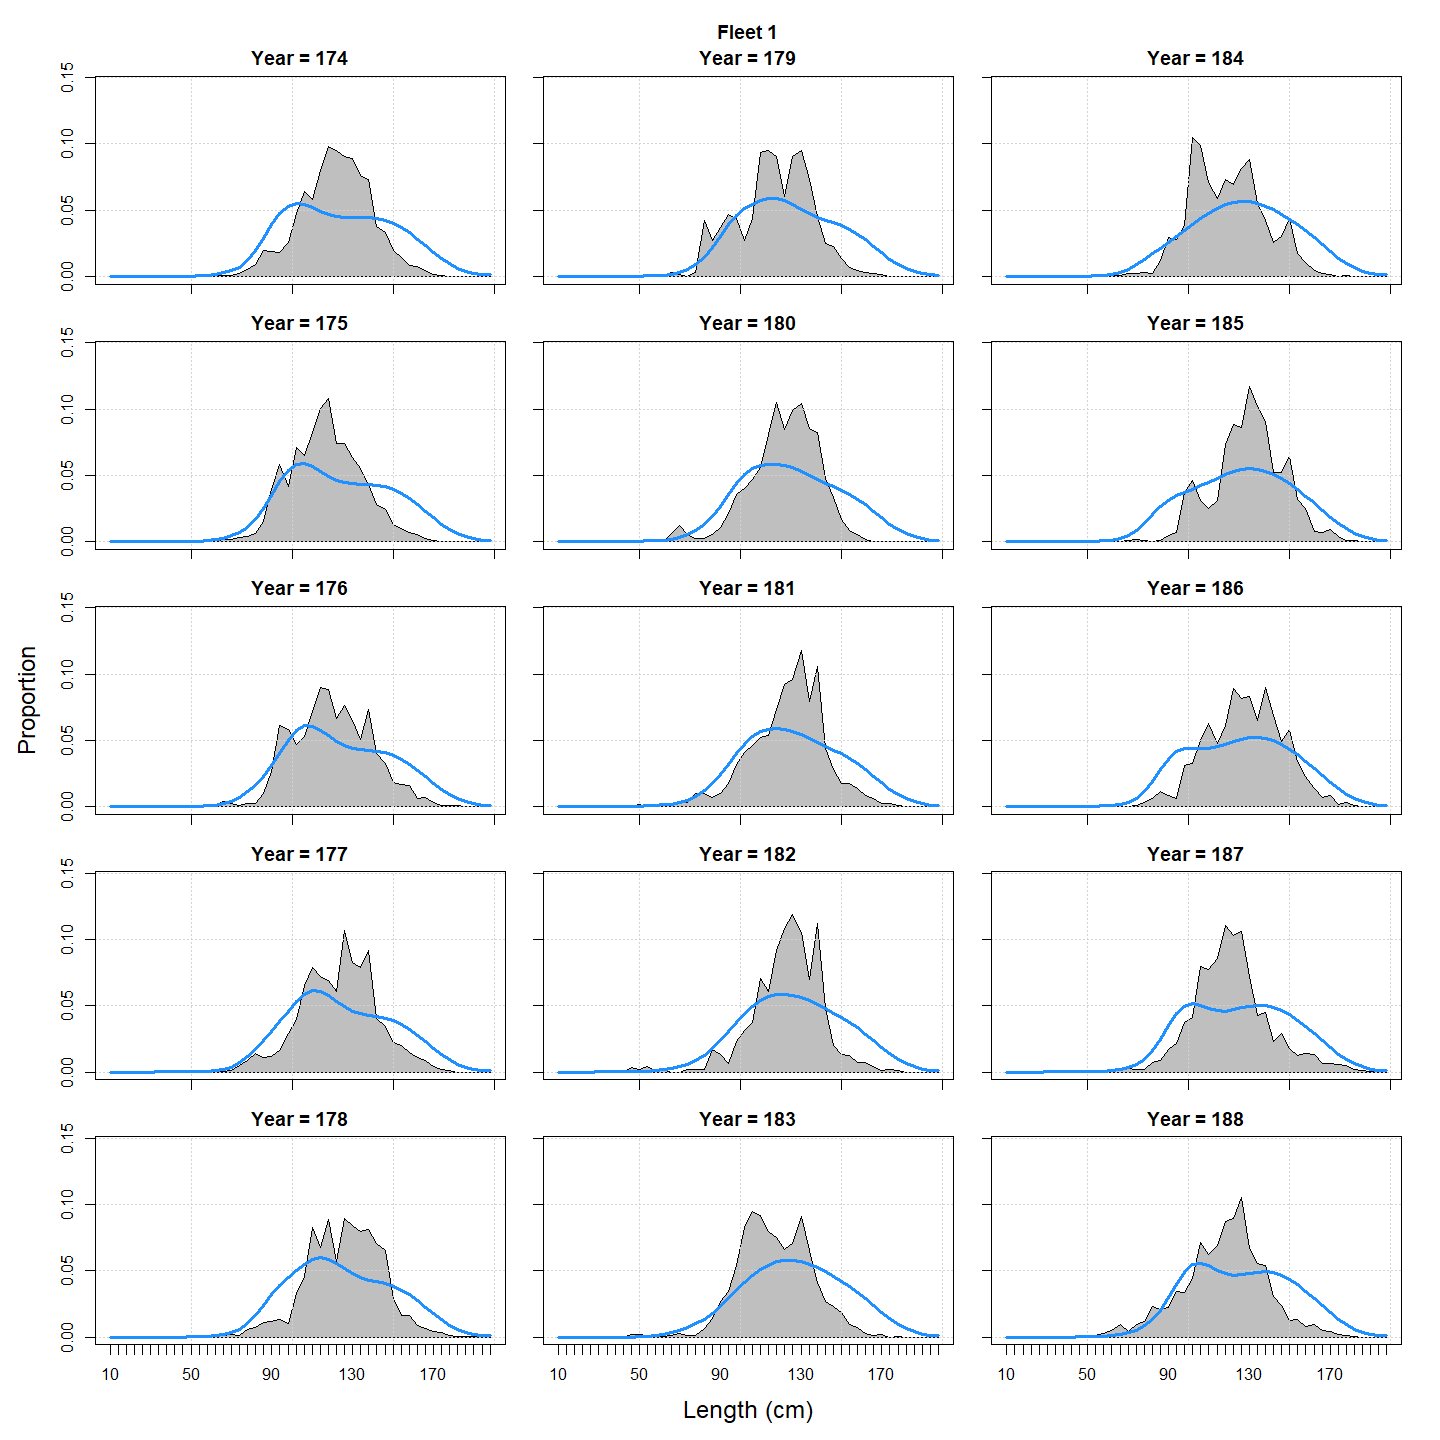 Fleet 1
Year = 174
Year = 179
Year = 184
0.00 0.05 0.10 0.15
Year = 175
Year = 180
Year = 185
0.00 0.05 0.10 0.15
Year = 176
Year = 181
Year = 186
0.00 0.05 0.10 0.15
Proportion
Year = 177
Year = 182
Year = 187
0.00 0.05 0.10 0.15
Year = 178
Year = 183
Year = 188
0.00 0.05 0.10 0.15
10 50 90 130 170
10 50 90 130 170
10 50 90 130 170
Length (cm)